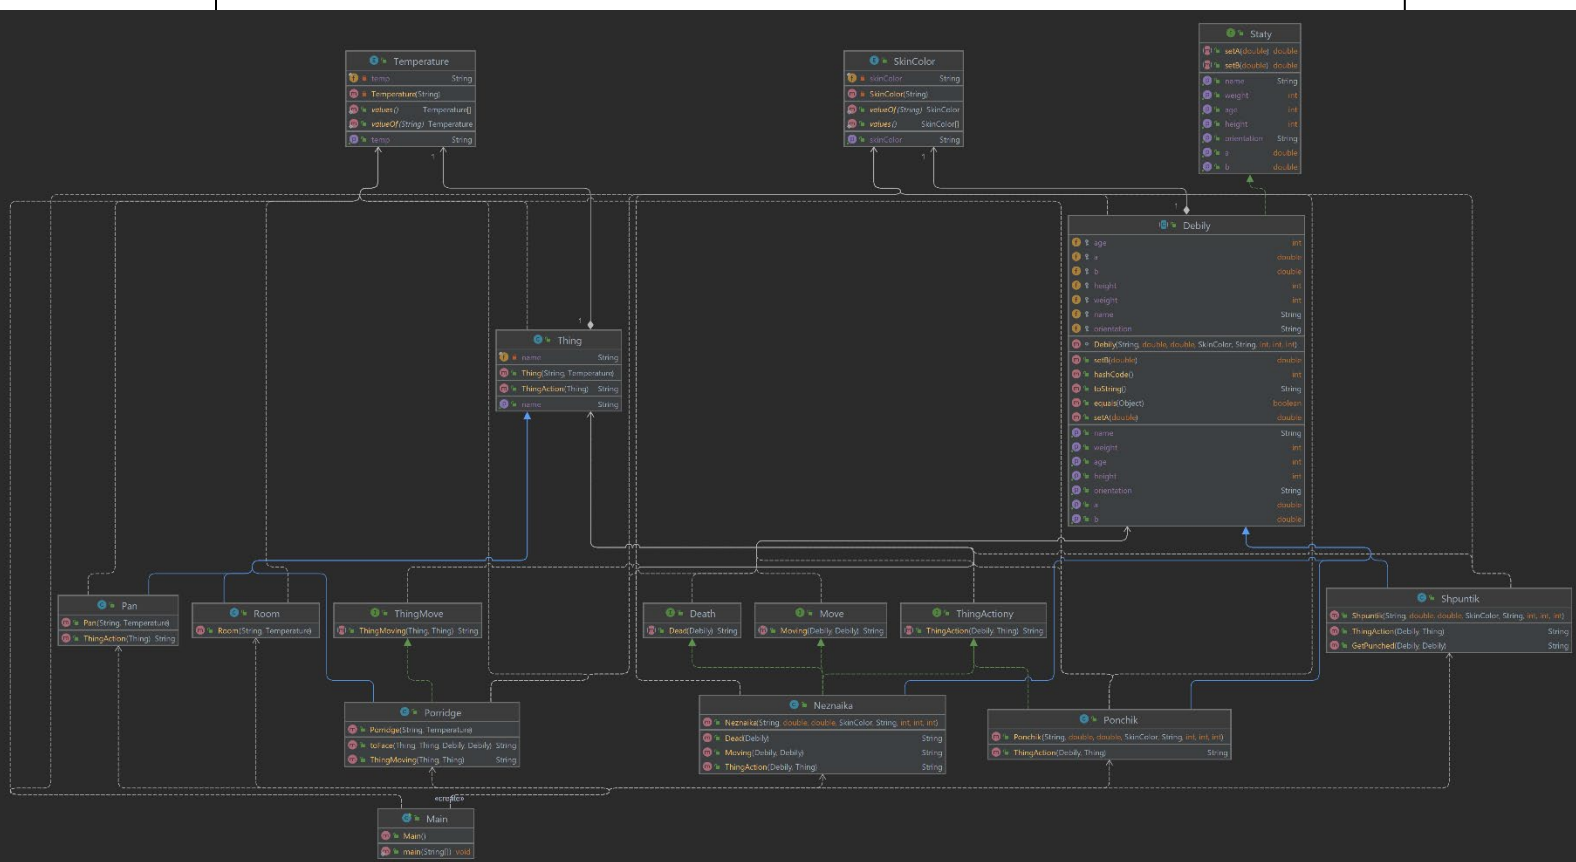 Temperature
temp String
Temperature(String)
values() Temperature[]
valueOf(String) Temperature
temp String
SkinColor
skinColor String
SkinColor(String)
valueOf(String) SkinColor
values() SkinColor[]
skinColor String
Staty
setA(double) double
setB(double) double
name String
weight int
age int
height int
orientation String
a double
b double
1
1
1
Debily
age int
a double
b double
height int
weight int
name String
orientation String
Debily(String, double, double, SkinColor, String, int, int, int)
setB(double) double
hashCode() int
toString() String
equals(Object) boolean
setA(double) double
name String
weight int
age int
height int
orientation String
a double
b double
1
Thing
name String
Thing(String, Temperature)
ThingAction(Thing) String
name String
Pan
Pan(String, Temperature)
ThingAction(Thing) String
Room
Room(String, Temperature)
ThingMove
ThingMoving(Thing, Thing) String
Death
Dead(Debily) String
Move
Moving(Debily, Debily) String
ThingActiony
ThingAction(Debily, Thing) String
Shpuntik
Shpuntik(String, double, double, SkinColor, String, int, int, int)
ThingAction(Debily, Thing) String
GetPunched(Debily, Debily) String
Porridge
Porridge(String, Temperature)
toFace(Thing, Thing, Debily, Debily) String
ThingMoving(Thing, Thing) String
Neznaika
Neznaika(String, double, double, SkinColor, String, int, int, int)
Dead(Debily) String
Moving(Debily, Debily) String
ThingAction(Debily, Thing) String
Ponchik
Ponchik(String, double, double, SkinColor, String, int, int, int)
ThingAction(Debily, Thing) String
«create»
Main
Main()
main(String[]) void